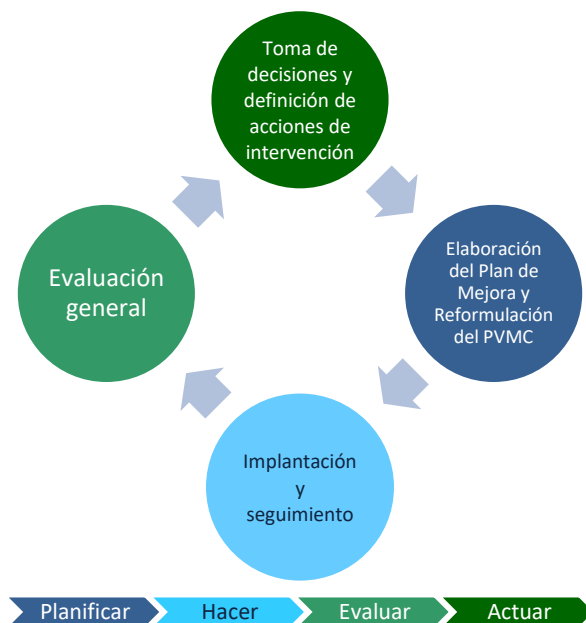 Toma de
decisiones y
definición de
acciones de
intervención
Elaboración
del Plan de
Mejora y
Reformulación
del PVMC
Evaluación
general
Implantación
y
seguimiento
Planificar
Hacer
Evaluar
Actuar